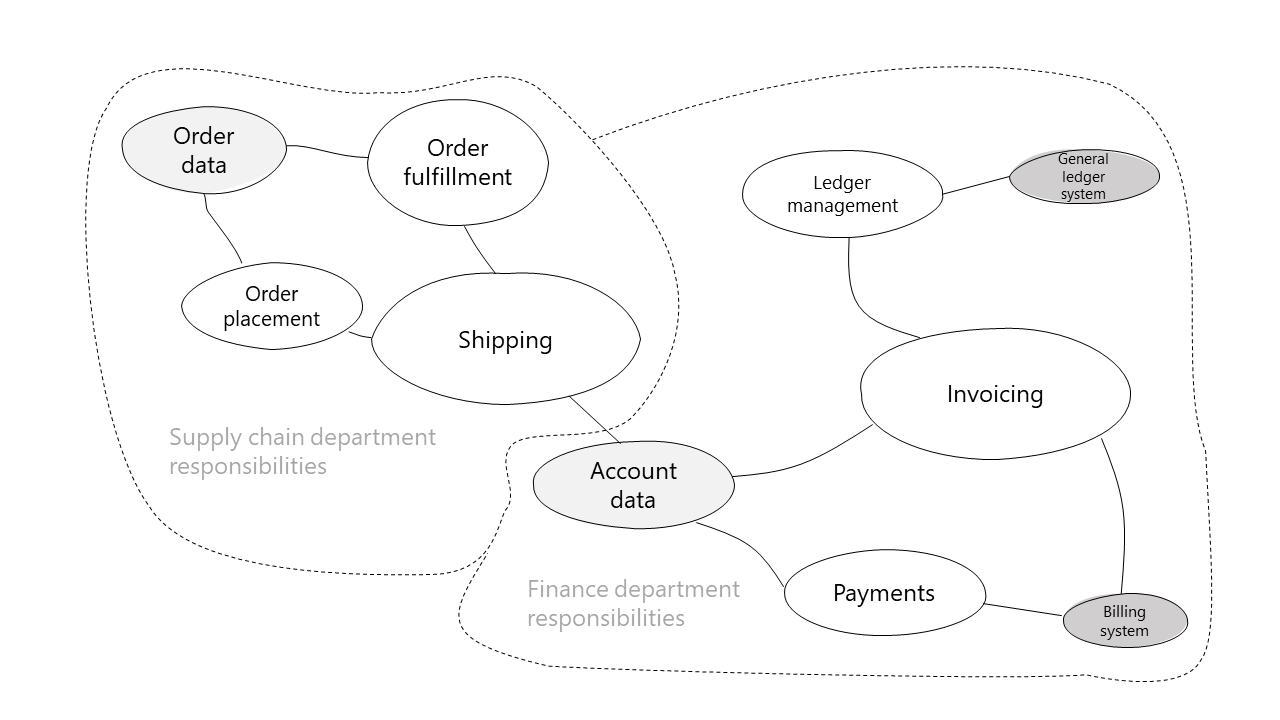 Order
data
Order
fulfillment
Order
placement
Shipping
Supply chain department
responsibilities
Ledger
management
General
ledger
system
Invoicing
Account
data
Payments
Billing
system
Finance department
responsibilities